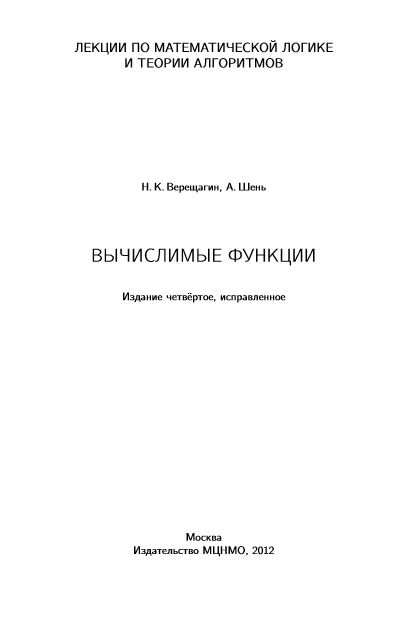 ЛЕКЦИИ ПО МАТЕМАТИЧЕСКОЙ ЛОГИКЕ
И ТЕОРИИ АЛГОРИТМОВ
Н. К. Верещагин, А. Шень
ВЫЧИСЛИМЫЕ ФУНКЦИИ
Издание четвёртое, исправленное
Москва
Издательство МЦНМО, 2012